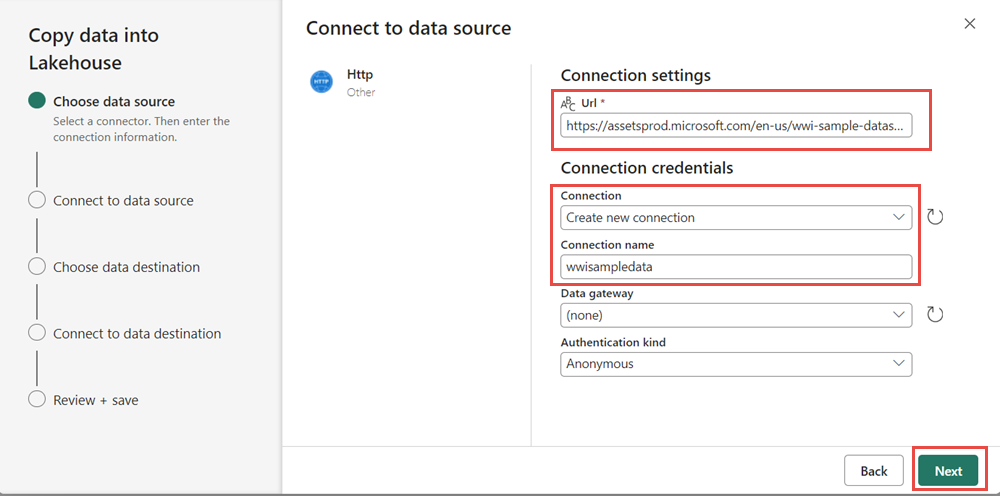 Copy data into
Lakehouse
Choose data source
Select a connector. Then enter the
connection information.
Connect to data source
Choose data destination
Connect to data destination
Review + save
Connect to data source
HTTP
Http
Other
Connection settings
ABC Url *
https://assetsprod.microsoft.com/en-us/wwi-sample-datas...
Connection credentials
Connection
Create new connection
Connection name
wwisampledata
Data gateway
(none)
Authentication kind
Anonymous
Back
Next